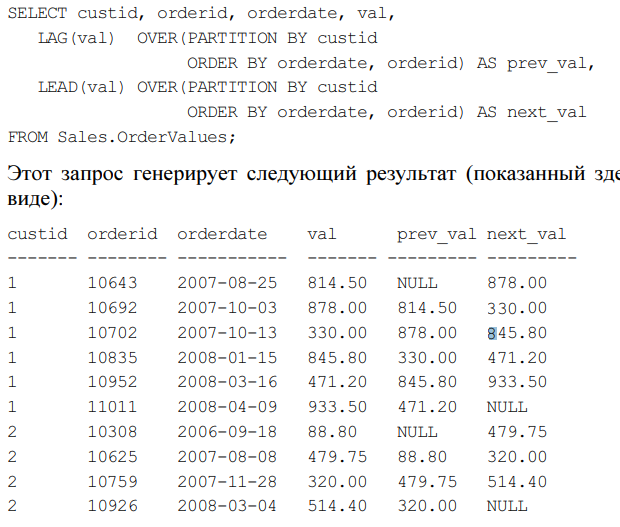 SELECT custid, orderid, orderdate, val,
LAG(val) OVER(PARTITION BY custid
ORDER BY orderdate, orderid) AS prev_val,
LEAD(val) OVER(PARTITION BY custid
ORDER BY orderdate, orderid) AS next_val
FROM Sales.OrderValues;
Этот запрос генерирует следующий результат (показанный зде
виде):
custid orderid orderdate val prev_val next_val
------- -------- ----------- ------- --------- ---------
1 10643 2007-08-25 814.50 NULL 878.00
1 10692 2007-10-03 878.00 814.50 330.00
1 10702 2007-10-13 330.00 878.00 845.80
1 10835 2008-01-15 845.80 330.00 471.20
1 10952 2008-03-16 471.20 845.80 933.50
1 11011 2008-04-09 933.50 471.20 NULL
2 10308 2006-09-18 88.80 NULL 479.75
2 10625 2007-08-08 479.75 88.80 320.00
2 10759 2007-11-28 320.00 479.75 514.40
2 10926 2008-03-04 514.40 320.00 NULL